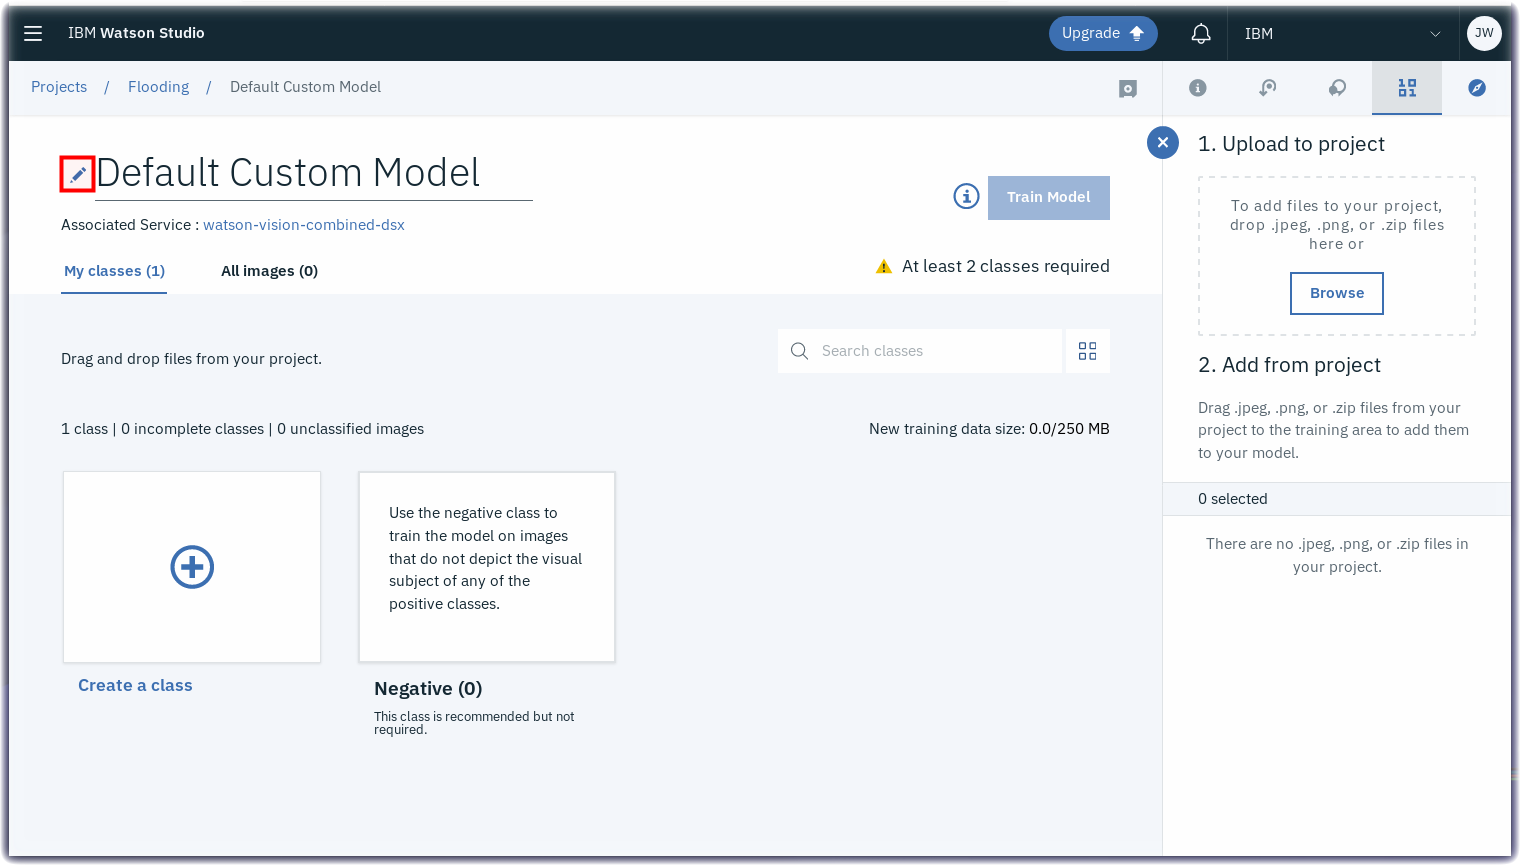 IBM Watson Studio
Upgrade
IBM
JW
Projects / Flooding / Default Custom Model
Default Custom Model
Train Model
Associated Service : watson-vision-combined-dsx
My classes (1)
All images (0)
At least 2 classes required
Drag and drop files from your project.
Search classes
1 class | 0 incomplete classes | 0 unclassified images
New training data size: 0.0/250 MB
Create a class
Use the negative class to
train the model on images
that do not depict the visual
subject of any of the
positive classes.
Negative (0)
This class is recommended but not
required.
1. Upload to project
To add files to your project,
drop .jpeg, .png, or .zip files
here or
Browse
2. Add from project
Drag .jpeg, .png, or .zip files from your
project to the training area to add them
to your model.
0 selected
There are no .jpeg, .png, or .zip files in
your project.